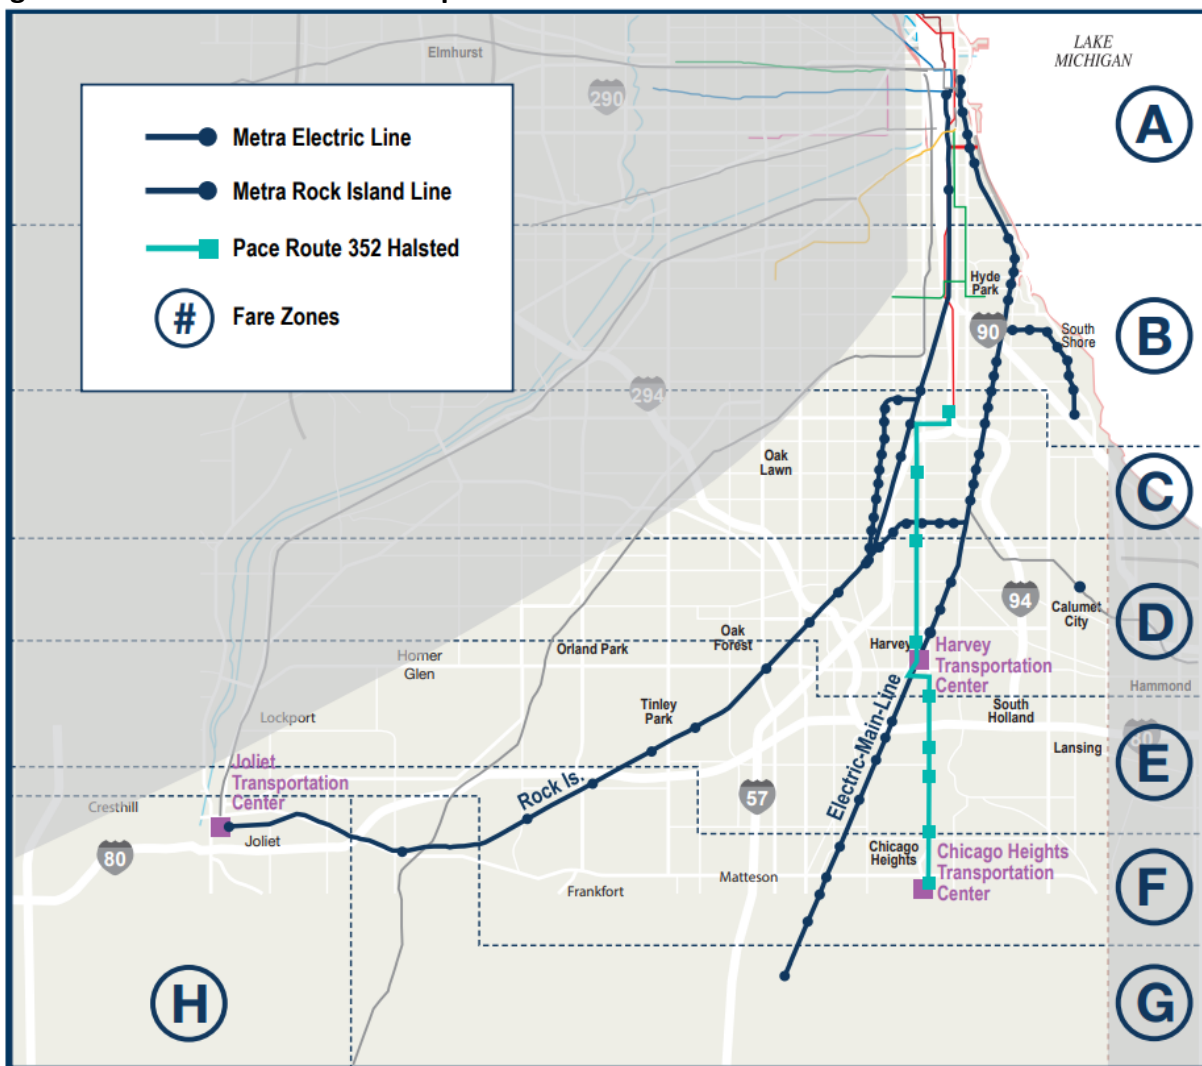 Elmhurst
LAKE
MICHIGAN
290
A
Metra Electric Line
Metra Rock Island Line
Pace Route 352 Halsted
#
Fare Zones
Hyde
Park
90
South
Shore
B
294
Oak
Lawn
C
94
Calumet
City
D
Oak
Forest
Orland Park
Harvey
Harvey
Transportation
Center
Homer
Glen
Hammond
Tinley
Park
South
Holland
Lockport
Electric-Main-Line
Lansing
80
E
Joliet
Transportation
Center
Rock Is.
57
Cresthill
Joliet
80
Chicago
Heights
Chicago Heights
Transportation
Center
Matteson
Frankfort
F
H
G